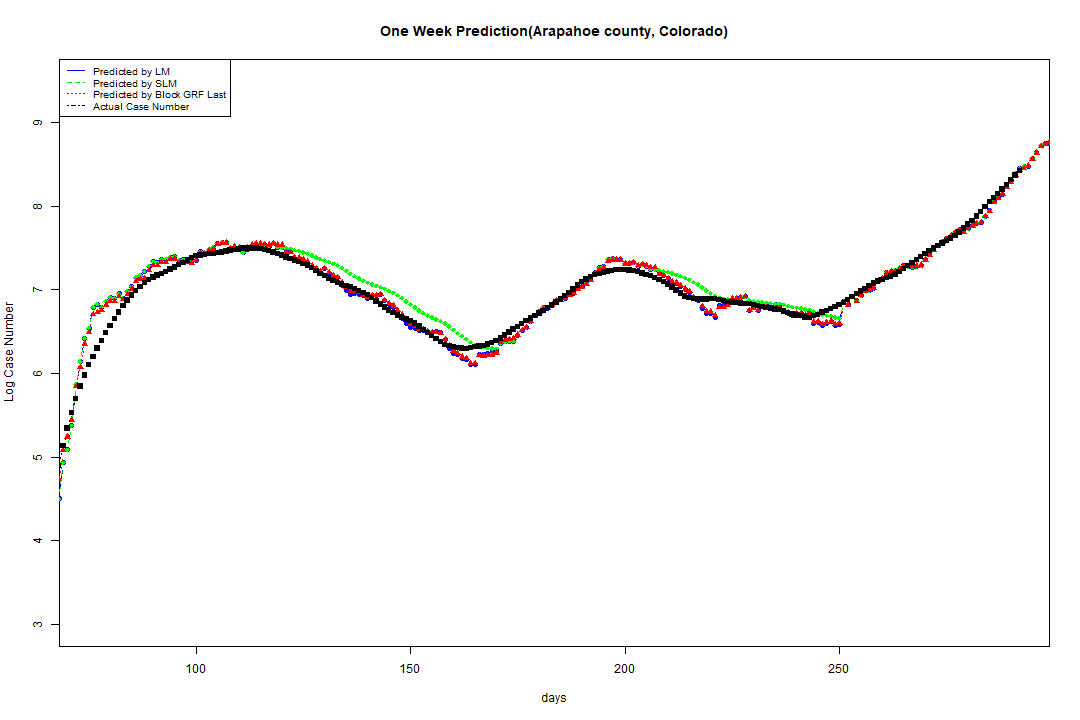 One Week Prediction(Arapahoe county, Colorado)
Predicted by LM
Predicted by SLM
Predicted by Block GRF Last
Actual Case Number
Log Case Number
9
8
7
6
5
4
3
100 150 200 250
days